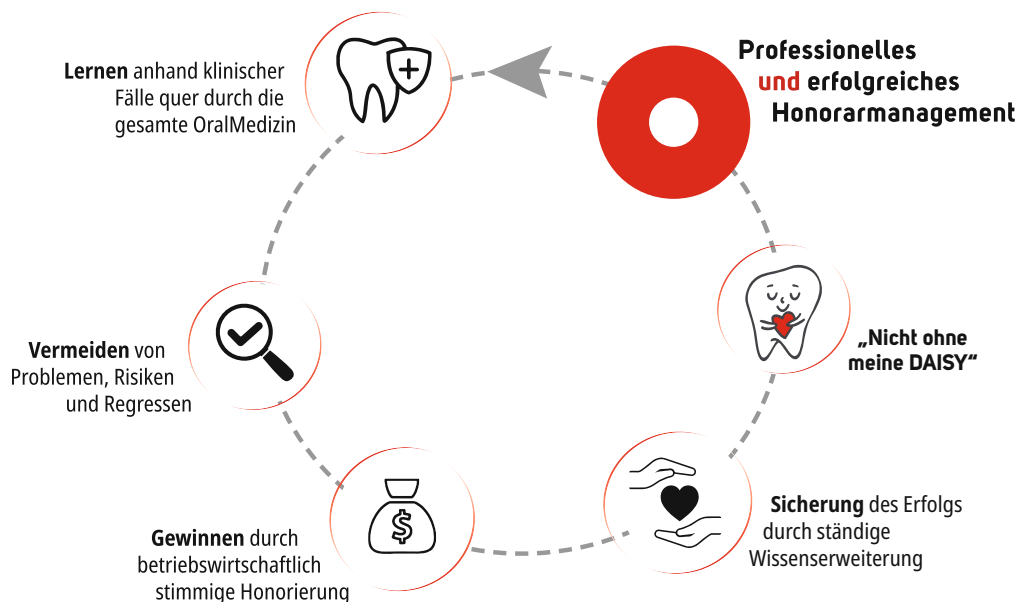 Professionelles
und erfolgreiches
Honorarmanagement
Lernen anhand klinischer
Fälle quer durch die
gesamte OralMedizin
Vermeiden von
Problemen, Risiken
und Regressen
Gewinnen durch
betriebswirtschaftlich
stimmige Honorierung
Sicherung des Erfolgs
durch ständige
Wissenserweiterung
„Nicht ohne
meine DAISY“
$